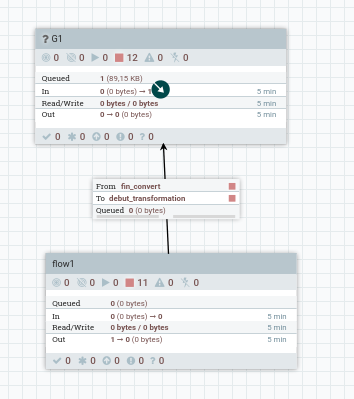 ? G1
0 0 0 12 0 0
Queued 1 (89,15 KB)
In 0 (0 bytes) → 1 5 min
Read/Write 0 bytes / 0 bytes 5 min
Out 0 → 0 (0 bytes) 5 min
0 0 0 0 ? 0
From fin_convert
To debut_transformation
Queued 0 (0 bytes)
flow1
0 0 0 11 0 0
Queued 0 (0 bytes)
In 0 (0 bytes) → 0 5 min
Read/Write 0 bytes / 0 bytes 5 min
Out 1 → 0 (0 bytes) 5 min
0 0 0 0 ? 0